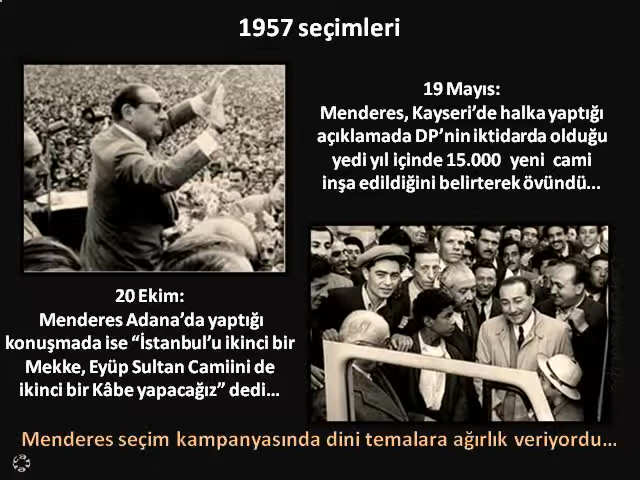 1957 seçimleri
19 Mayıs:
Menderes, Kayseri’de halka yaptığı
açıklamada DP’nin iktidarda olduğu
yedi yıl içinde 15.000 yeni cami
inşa edildiğini belirterek övündü...
20 Ekim:
Menderes Adana’da yaptığı
konuşmada ise “İstanbul’u ikinci bir
Mekke, Eyüp Sultan Camiini de
ikinci bir Kâbe yapacağız” dedi...
Menderes seçim kampanyasında dini temalara ağırlık veriyordu...